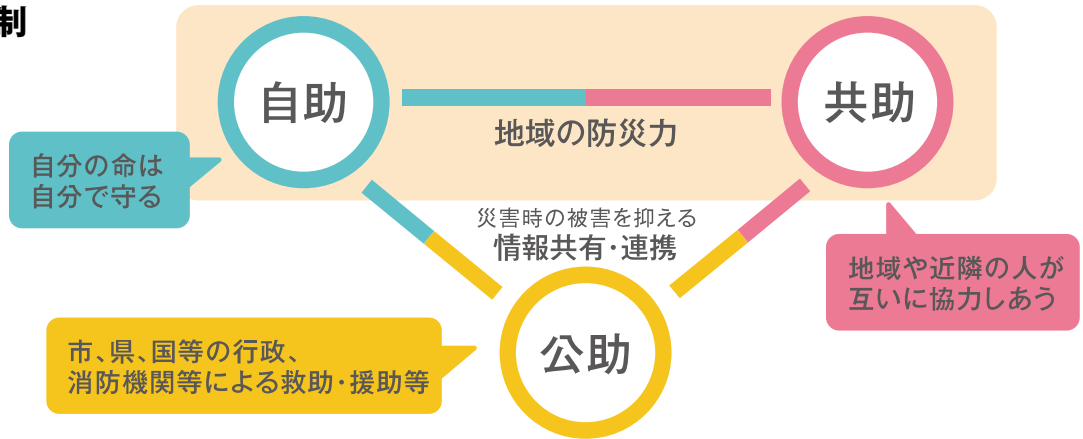 制
自助
共助
地域の防災力
自分の命は
自分で守る
災害時の被害を抑える
情報共有・連携
地域や近隣の人が
互いに協力しあう
公助
市、県、国等の行政、
消防機関等による救助・援助等